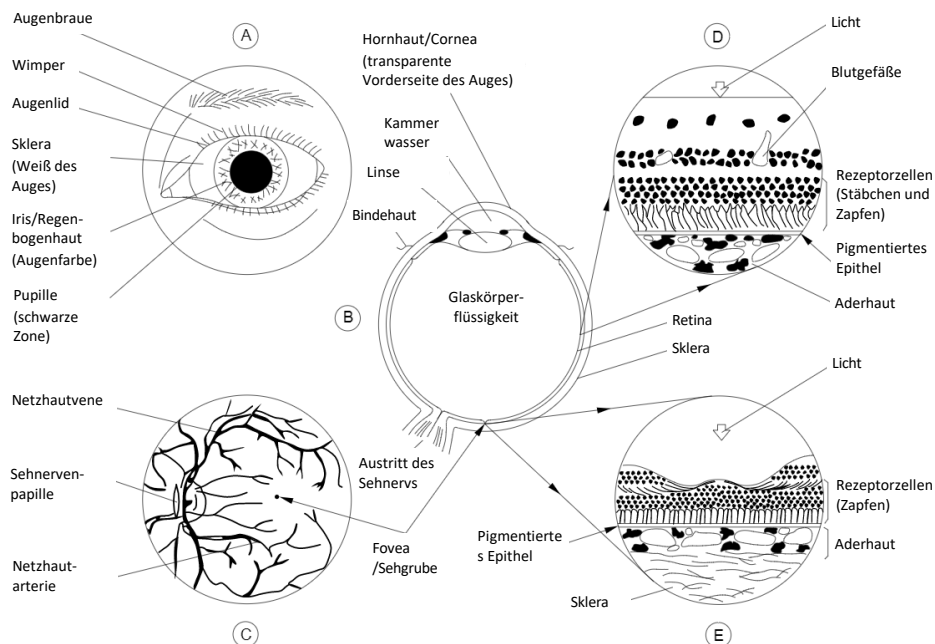 Augenbraue
Wimper
Augenlid
Sklera
(Weiß des
Auges)
Iris/Regen-
bogenhaut
(Augenfarbe)
Pupille
(schwarze
Zone)
A
Hornhaut/Cornea
(transparente
Vorderseite des Auges)
Kammer
wasser
Linse
Bindehaut
Glaskörper-
flüssigkeit
B
Retina
Sklera
Austritt des
Sehnervs
Fovea
/Sehgrube
D
Licht
Blutgefäße
Rezeptorzellen
(Stäbchen und
Zapfen)
Pigmentiertes
Epithel
Aderhaut
Netzhautvene
Sehnerven-
papille
Netzhaut-
arterie
C
Licht
Rezeptorzellen
(Zapfen)
Pigmentierte
s Epithel
Aderhaut
Sklera
E